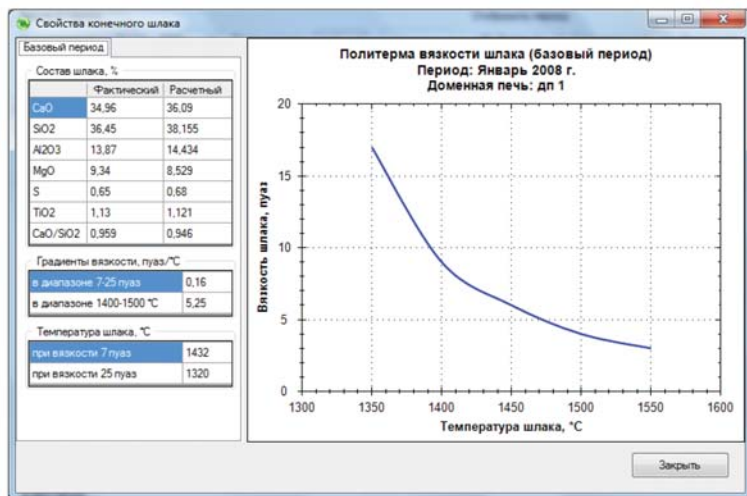 Свойства конечного шлака
Базовый период
Состав шлака, %
Фактический Расчетный
CaO 34,96 36,09
SiO2 36,45 38,155
Al2O3 13,87 14,434
MgO 9,34 8,529
S 0,65 0,68
TiO2 1,13 1,121
CaO/SiO2 0,959 0,946
Градиенты вязкости, пуаз/°C
в диапазоне 7-25 пуаз 0,16
в диапазоне 1400-1500 °C 5,25
Температура шлака, °C
при вязкости 7 пуаз 1432
при вязкости 25 пуаз 1320
Политерма вязкости шлака (базовый период)
Период: Январь 2008 г.
Доменная печь: дп 1
Вязкость шлака, пуаз
20
15
10
5
0
1300 1350 1400 1450 1500 1550 1600
Температура шлака, °C
Закрыть